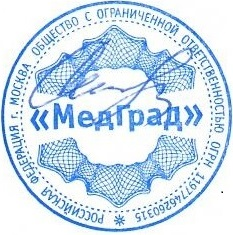 РОССИЙСКАЯ ФЕДЕРАЦИЯ г. МОСКВА ОБЩЕСТВО С ОГРАНИЧЕННОЙ ОТВЕТСТВЕННОСТЬЮ ОГРН 1197746260315
«МедГрад»